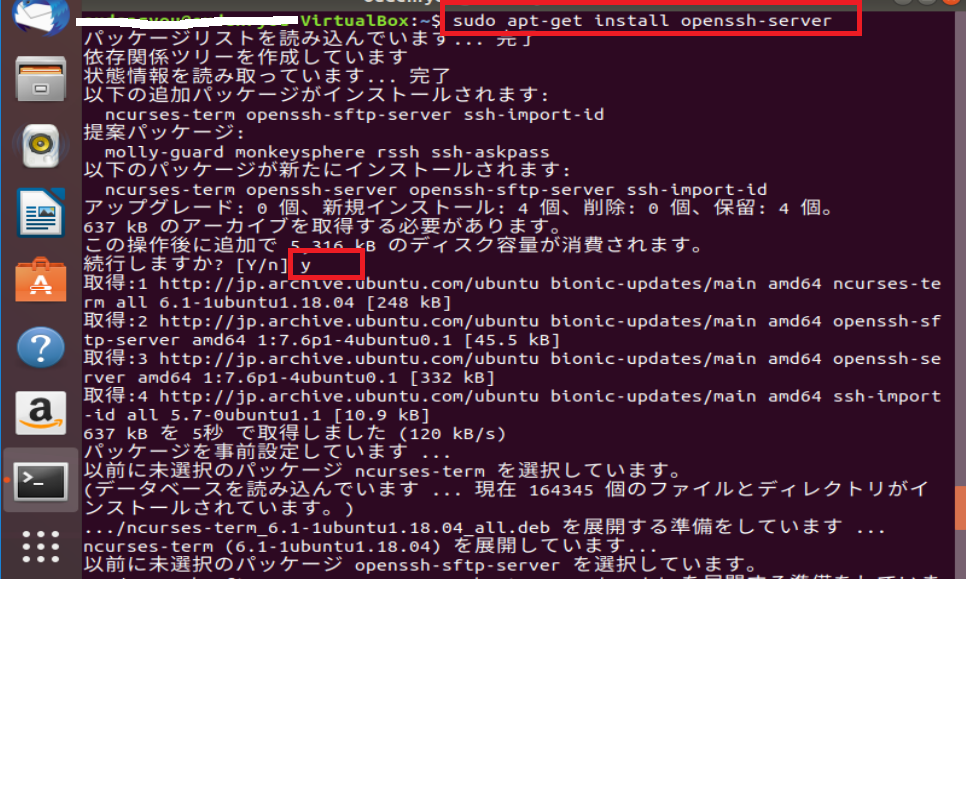 VirtualBox:~$ sudo apt-get install openssh-server
パッケージリストを読み込んでいます... 完了
依存関係ツリーを作成しています
状態情報を読み取っています... 完了
以下の追加パッケージがインストールされます:
ncurses-term openssh-sftp-server ssh-import-id
提案パッケージ:
molly-guard monkeysphere rssh ssh-askpass
以下のパッケージが新たにインストールされます:
ncurses-term openssh-server openssh-sftp-server ssh-import-id
アップグレード: 0 個、新規インストール: 4 個、削除: 0 個、保留: 4 個。
637 kB のアーカイブを取得する必要があります。
この操作後に追加で 5,316 kB のディスク容量が消費されます。
続行しますか? [Y/n] y
取得:1 http://jp.archive.ubuntu.com/ubuntu bionic-updates/main amd64 ncurses-te
rm all 6.1-1ubuntu1.18.04 [248 kB]
取得:2 http://jp.archive.ubuntu.com/ubuntu bionic-updates/main amd64 openssh-sf
tp-server amd64 1:7.6p1-4ubuntu0.1 [45.5 kB]
取得:3 http://jp.archive.ubuntu.com/ubuntu bionic-updates/main amd64 openssh-se
rver amd64 1:7.6p1-4ubuntu0.1 [332 kB]
取得:4 http://jp.archive.ubuntu.com/ubuntu bionic-updates/main amd64 ssh-import
-id all 5.7-0ubuntu1.1 [10.9 kB]
637 kB を 5秒 で取得しました (120 kB/s)
パッケージを事前設定しています ...
以前に未選択のパッケージ ncurses-term を選択しています。
(データベースを読み込んでいます ... 現在 164345 個のファイルとディレクトリがイ
ンストールされています。)
.../ncurses-term_6.1-1ubuntu1.18.04_all.deb を展開する準備をしています ...
ncurses-term (6.1-1ubuntu1.18.04) を展開しています...
以前に未選択のパッケージ openssh-sftp-server を選択しています。
を展開する準備をしていま